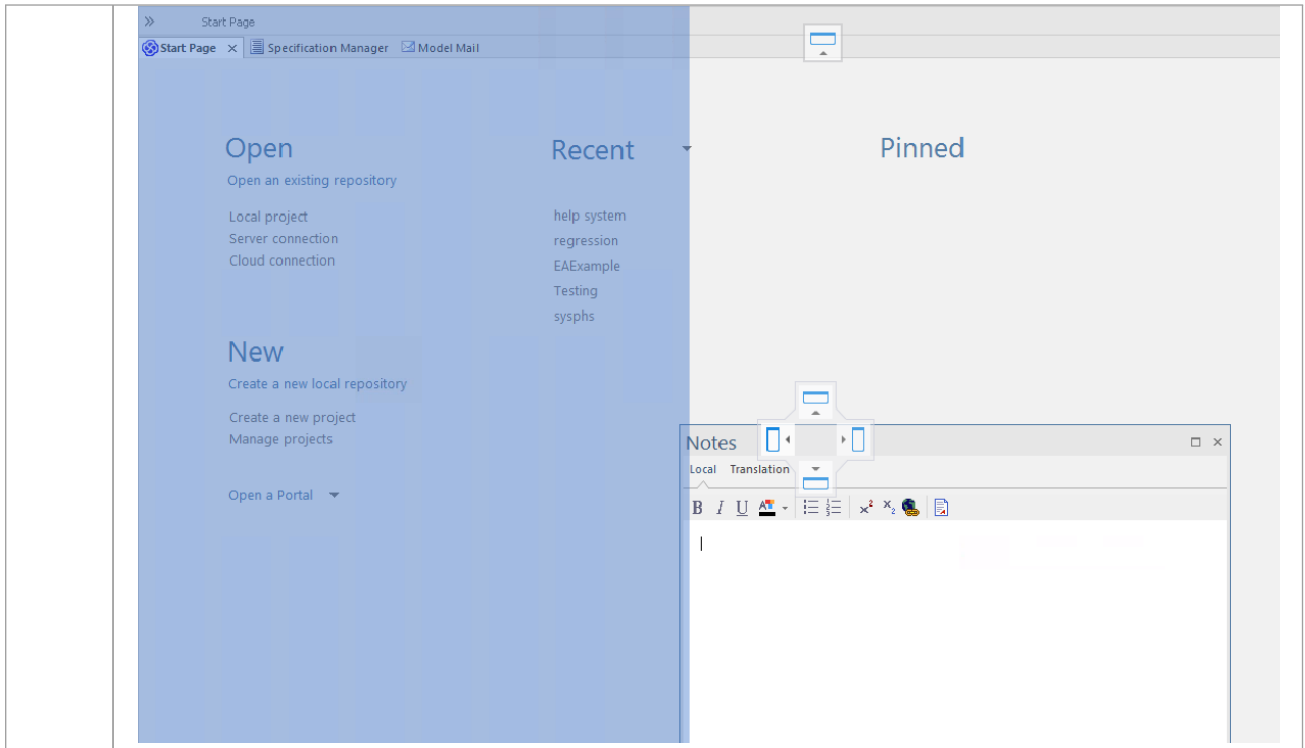 Start Page
Start Page Specification Manager Model Mail
Open
Open an existing repository
Local project
Server connection
Cloud connection
New
Create a new local repository
Create a new project
Manage projects
Open a Portal
Recent
help system
regression
EAExample
Testing
sysphs
Pinned
Notes
Local Translation
B I U A x² x₂